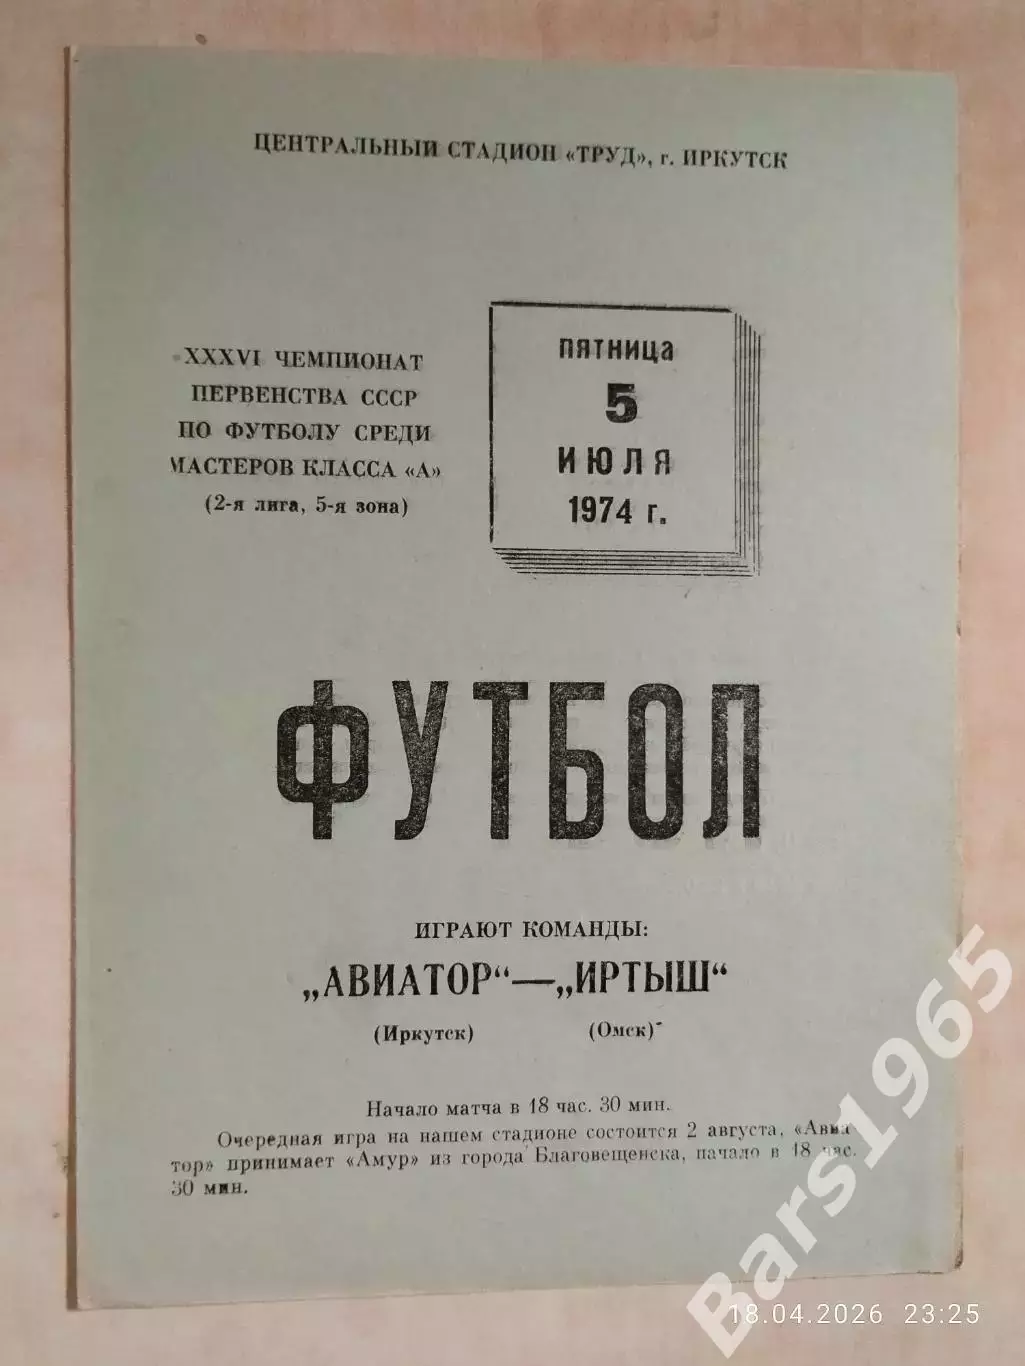 ЦЕНТРАЛЬНЫЙ СТАДИОН «ТРУД», г. ИРКУТСК
XXXVI ЧЕМПИОНАТ
ПЕРВЕНСТВА СССР
ПО ФУТБОЛУ СРЕДИ
МАСТЕРОВ КЛАССА «А»
(2-я лига, 5-я зона)
ПЯТНИЦА
5
ИЮЛЯ
1974 г.
ФУТБОЛ
ИГРАЮТ КОМАНДЫ:
„АВИАТОР“—„ИРТЫШ“
(Иркутск) (Омск)
Начало матча в 18 час. 30 мин.
Очередная игра на нашем стадионе состоится 2 августа, «Авиа
тор» принимает «Амур» из города Благовещенска, начало в 18 час.
30 мин.
Bars1965
18.04.2026 23:25